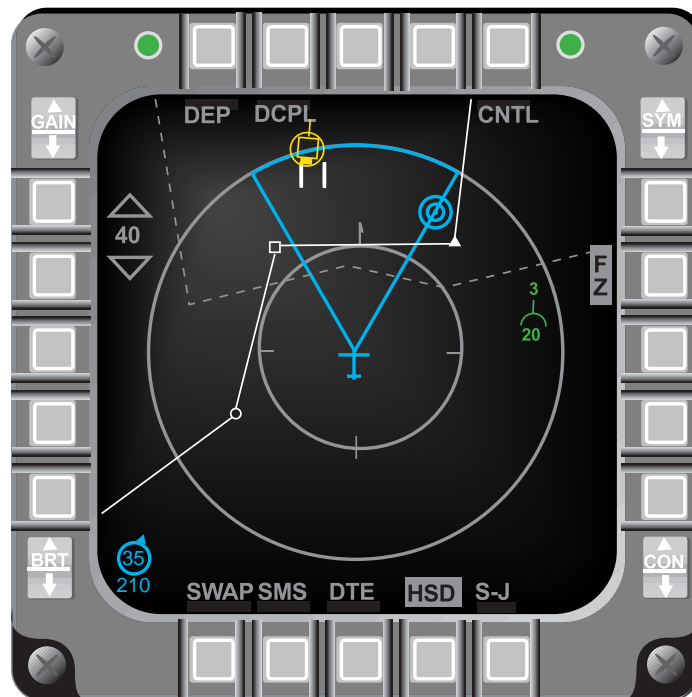 DEP DCPL CNTL
GAIN SYM
40
F
Z
3
20
35
210
BRT CON
SWAP SMS DTE HSD S-J